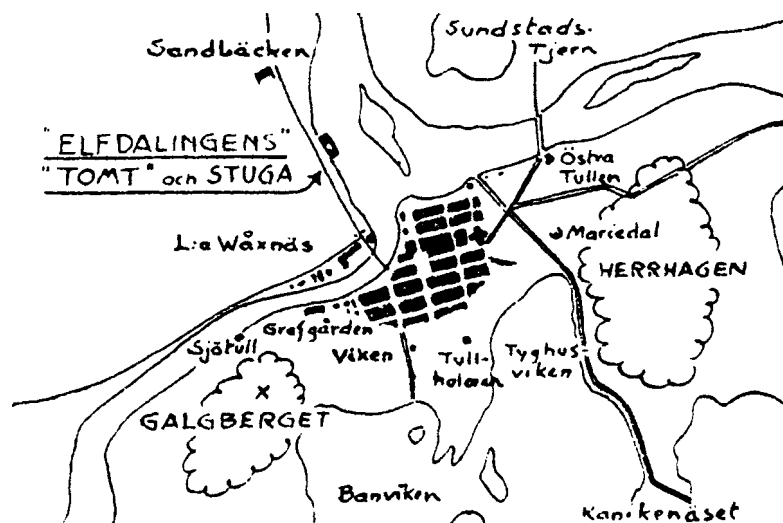 Sundstads-
Tjern
Sandbäcken
"ELFDALINGENS"
"TOMT" och STUGA
Östra
Tullen
L:a Wåxnäs
Mariedal
HERRHAGEN
Grefgården
Sjötull
Viken
Tull-
holmen
Tyghus-
viken
GALGBERGET
Banviken
Kanikenäset